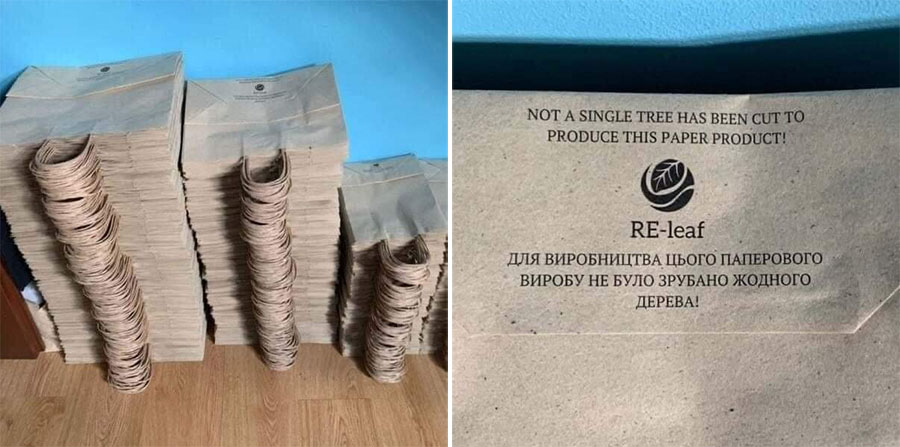 NOT A SINGLE TREE HAS BEEN CUT TO
PRODUCE THIS PAPER PRODUCT!
RE-leaf
ДЛЯ ВИРОБНИЦТВА ЦЬОГО ПАПЕРОВОГО
ВИРОБУ НЕ БУЛО ЗРУБАНО ЖОДНОГО
ДЕРЕВА!